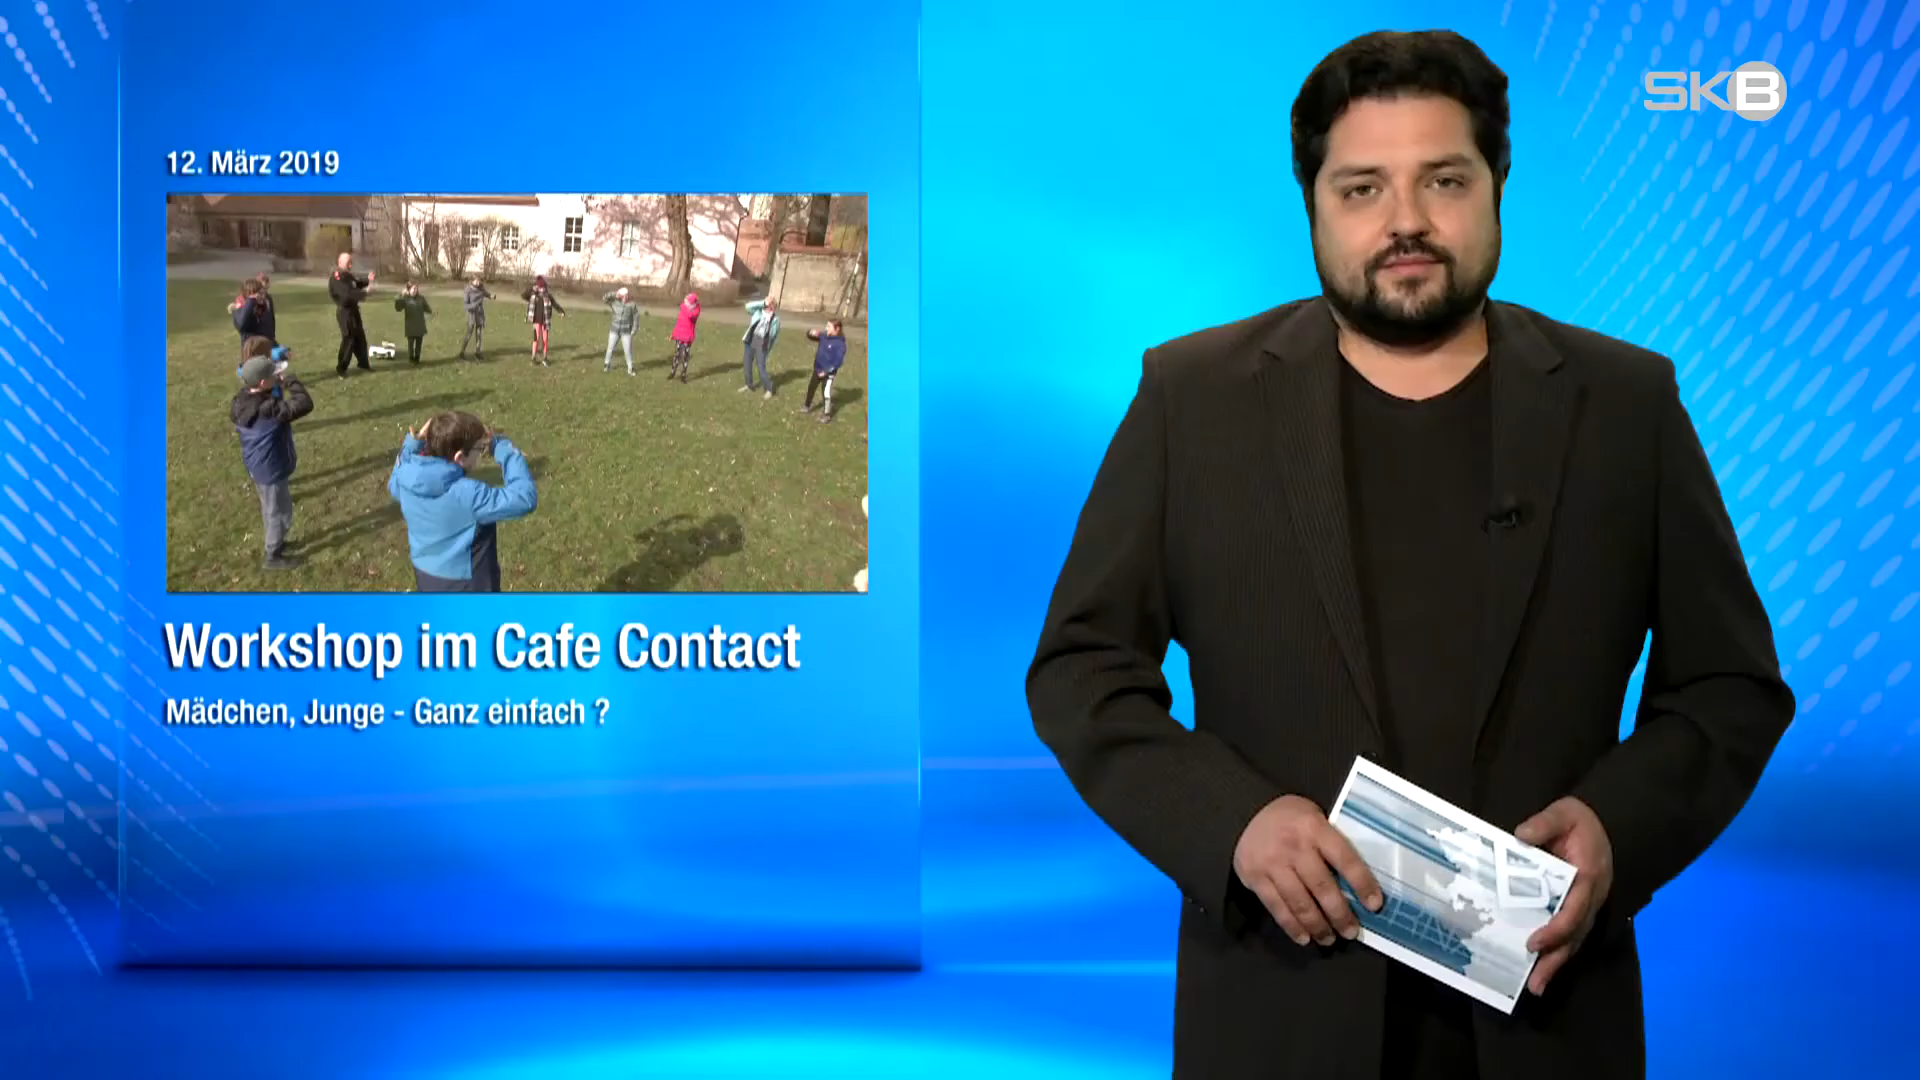 12. März 2019
SKB
Workshop im Cafe Contact
Mädchen, Junge - Ganz einfach ?